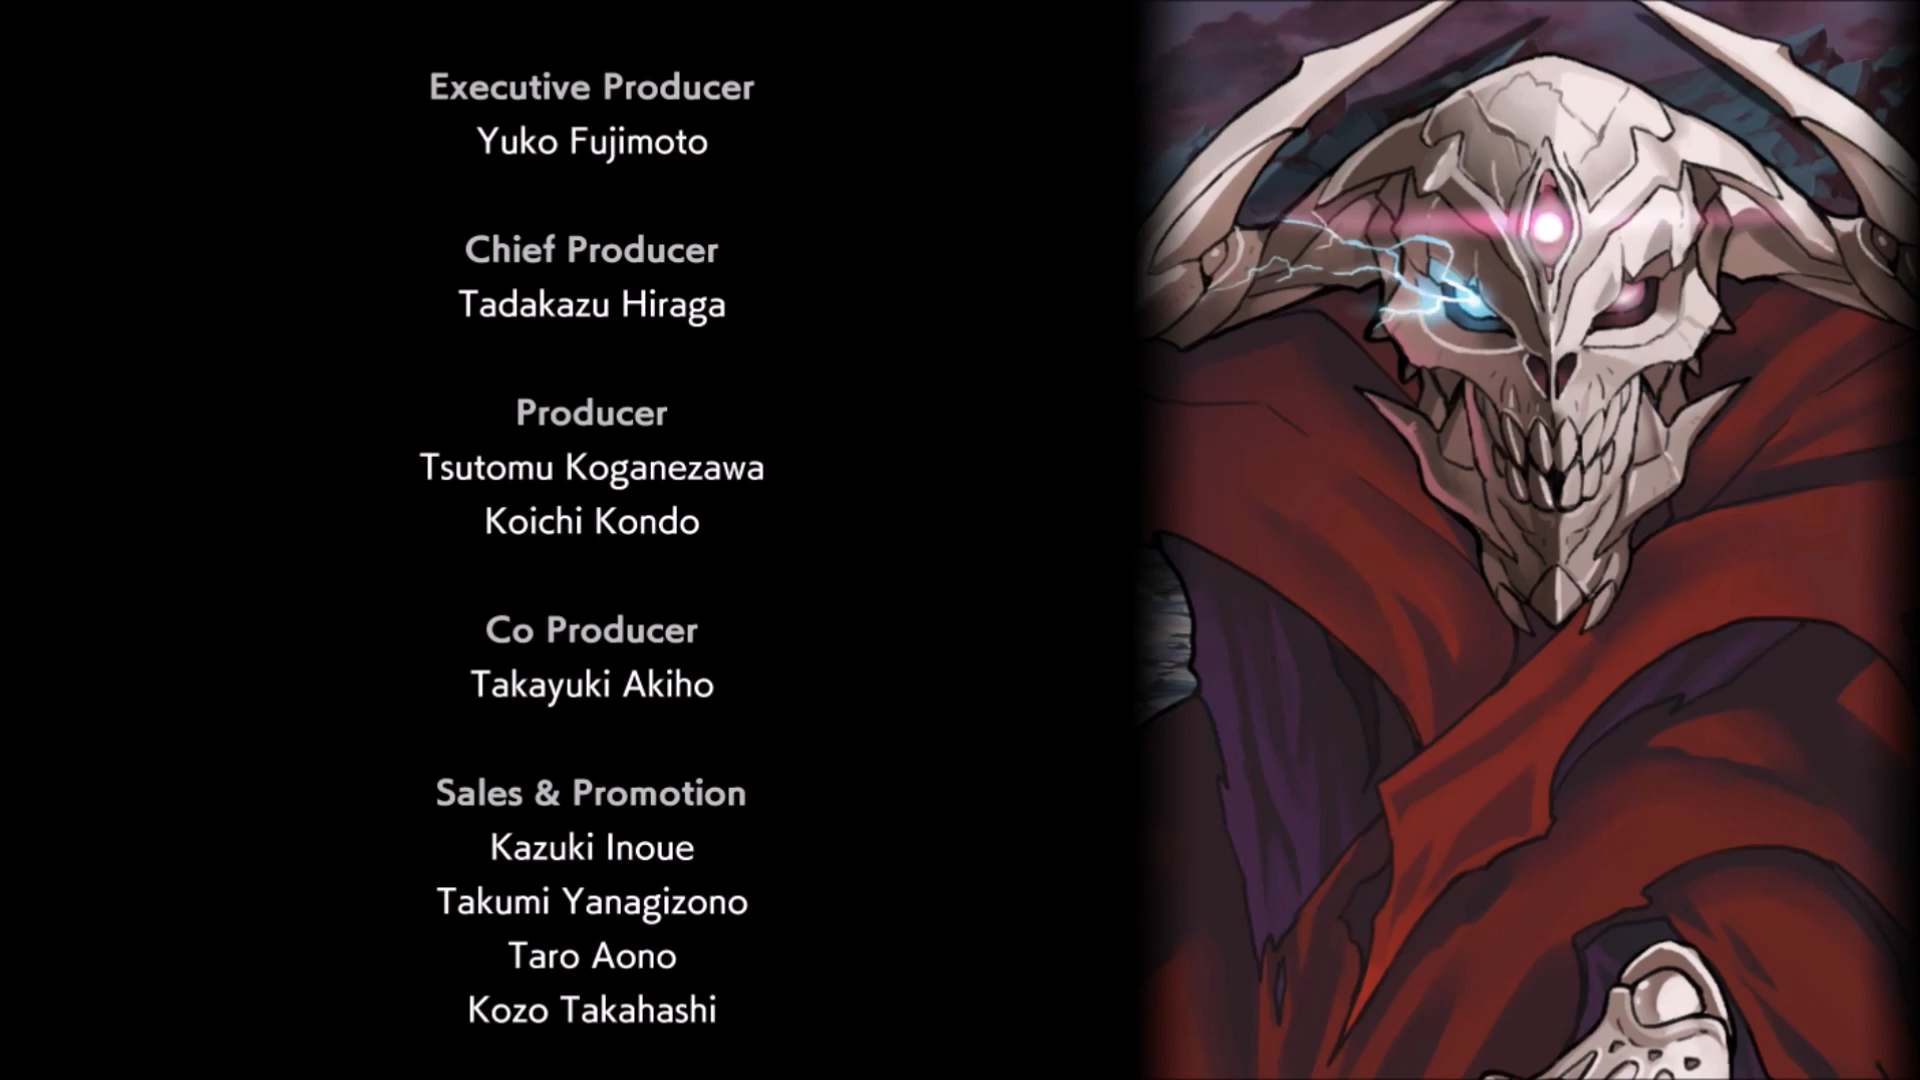 Executive Producer
Yuko Fujimoto
Chief Producer
Tadakazu Hiraga
Producer
Tsutomu Koganezawa
Koichi Kondo
Co Producer
Takayuki Akiho
Sales & Promotion
Kazuki Inoue
Takumi Yanagizono
Taro Aono
Kozo Takahashi